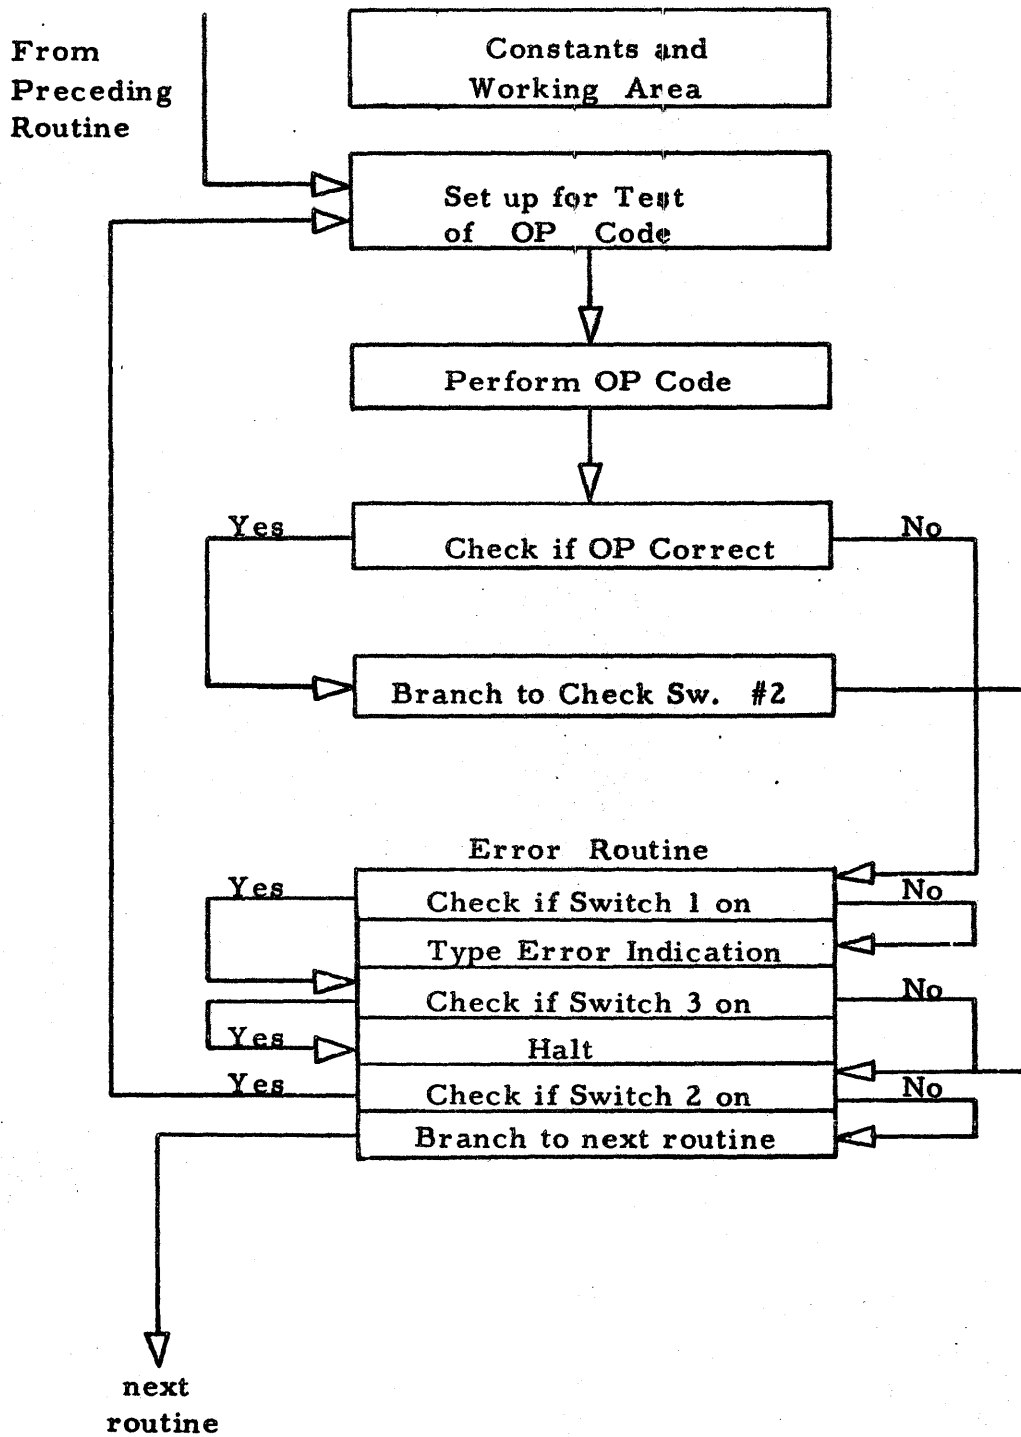 From
Preceding
Routine
Constants and
Working Area
Set up for Test
of OP Code
Perform OP Code
Yes
No
Check if OP Correct
Branch to Check Sw. #2
Error Routine
Yes
No
Check if Switch 1 on
Type Error Indication
No
Check if Switch 3 on
Yes
Halt
Yes
No
Check if Switch 2 on
Branch to next routine
next
routine